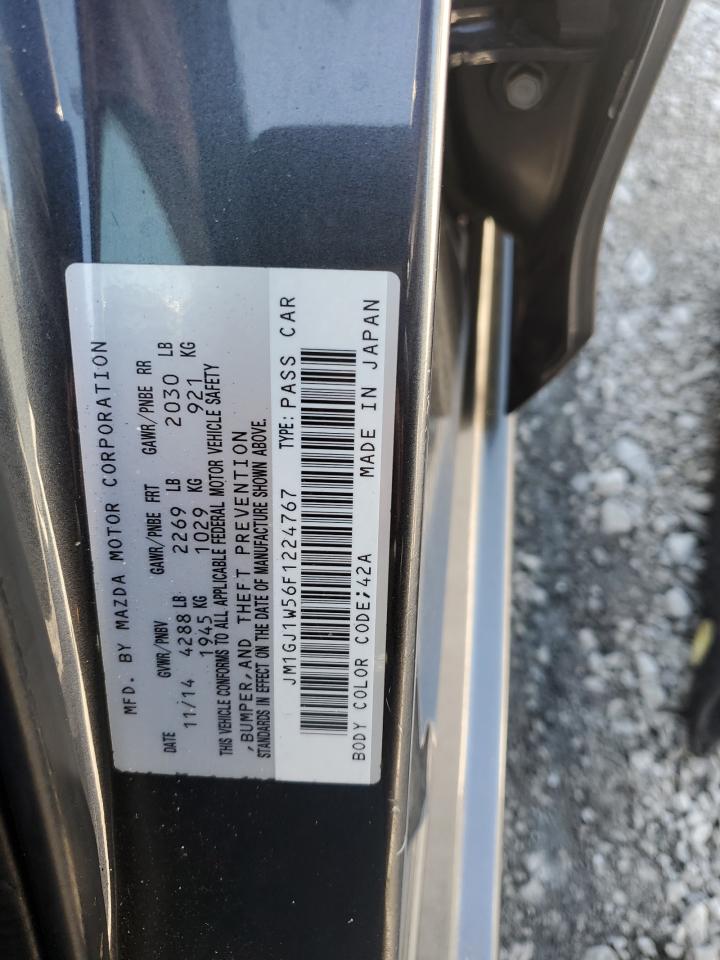 MFD. BY MAZDA MOTOR CORPORATION
DATE GVWR/PNBV GAWR/PNBE FRT GAWR/PNBE RR
11/14 4288 LB 2269 LB 2030 LB
1945 KG 1029 KG 921 KG
THIS VEHICLE CONFORMS TO ALL APPLICABLE FEDERAL MOTOR VEHICLE SAFETY
,BUMPER, AND THEFT PREVENTION
STANDARDS IN EFFECT ON THE DATE OF MANUFACTURE SHOWN ABOVE.
JM1GJ1W56F1224767 TYPE: PASS CAR
BODY COLOR CODE;42A MADE IN JAPAN